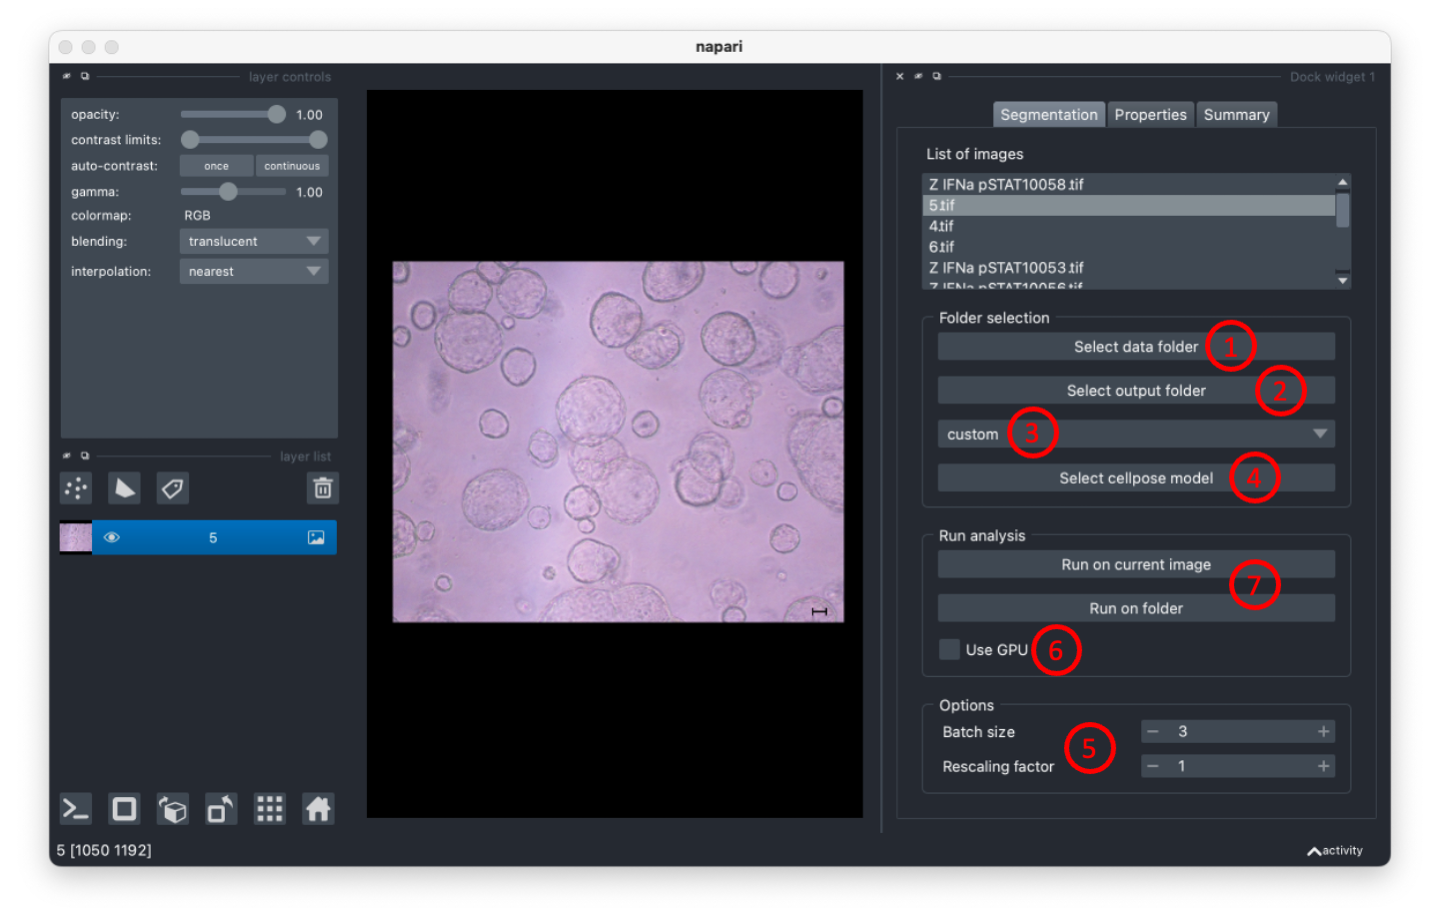 napari
layer controls
opacity: 1.00
contrast limits:
auto-contrast: once continuous
gamma: 1.00
colormap: RGB
blending: translucent
interpolation: nearest
layer list
5
5 [1050 1192]
Dock widget 1
Segmentation Properties Summary
List of images
Z IFNa pSTAT10058.tif
5.tif
4.tif
6.tif
Z IFNa pSTAT10053.tif
Z IFNa pSTAT10056.tif
Folder selection
Select data folder 1
Select output folder 2
custom 3
Select cellpose model 4
Run analysis
Run on current image
7
Run on folder
Use GPU 6
Options
Batch size 3
5
Rescaling factor 1
activity